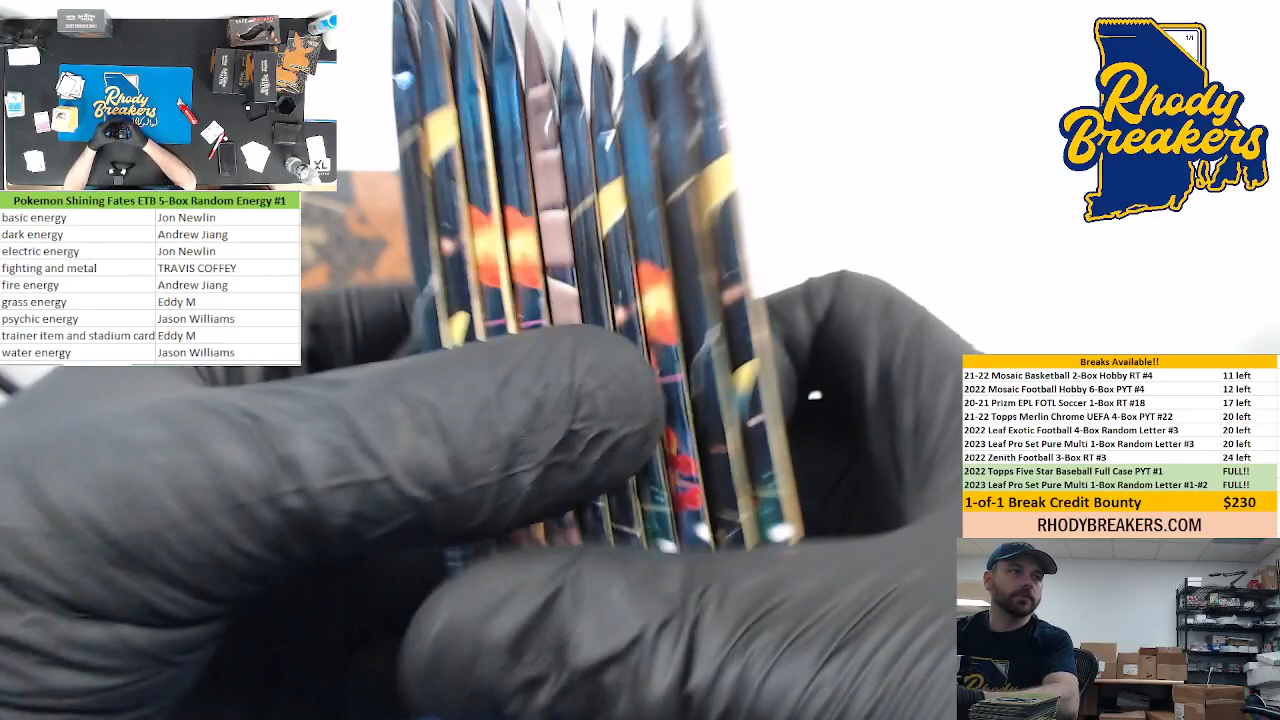 Rhody
Breakers
XL
Pokemon Shining Fates ETB 5-Box Random Energy #1
basic energy Jon Newlin
dark energy Andrew Jiang
electric energy Jon Newlin
fighting and metal TRAVIS COFFEY
fire energy Andrew Jiang
grass energy Eddy M
psychic energy Jason Williams
trainer item and stadium card Eddy M
water energy Jason Williams
1/1
Rhody
Breakers
Breaks Available!!
21-22 Mosaic Basketball 2-Box Hobby RT #4 11 left
2022 Mosaic Football Hobby 6-Box PYT #4 12 left
20-21 Prizm EPL FOTL Soccer 1-Box RT #18 17 left
21-22 Topps Merlin Chrome UEFA 4-Box PYT #22 20 left
2022 Leaf Exotic Football 4-Box Random Letter #3 20 left
2023 Leaf Pro Set Pure Multi 1-Box Random Letter #3 20 left
2022 Zenith Football 3-Box RT #3 24 left
2022 Topps Five Star Baseball Full Case PYT #1 FULL!!
2023 Leaf Pro Set Pure Multi 1-Box Random Letter #1-#2 FULL!!
1-of-1 Break Credit Bounty $230
RHODYBREAKERS.COM